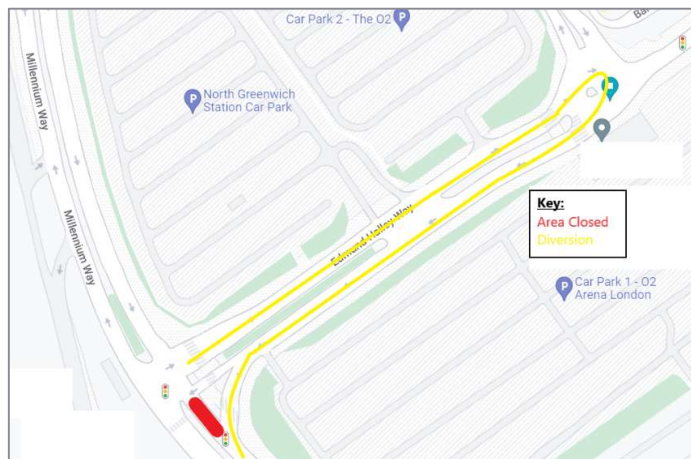 Car Park 2 - The O2
P
Ba
Millennium Way
P
North Greenwich
Station Car Park
Key:
Area Closed
Diversion
Edmund Halley Way
Millennium Way
P
Car Park 1 - O2
Arena London